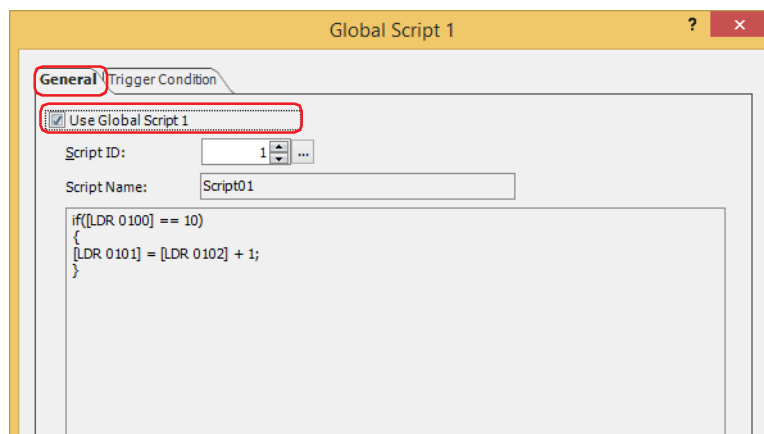 Global Script 1
?
×
General
Trigger Condition
Use Global Script 1
Script ID:
1
...
Script Name:
Script01
if([LDR 0100] == 10)
{
[LDR 0101] = [LDR 0102] + 1;
}